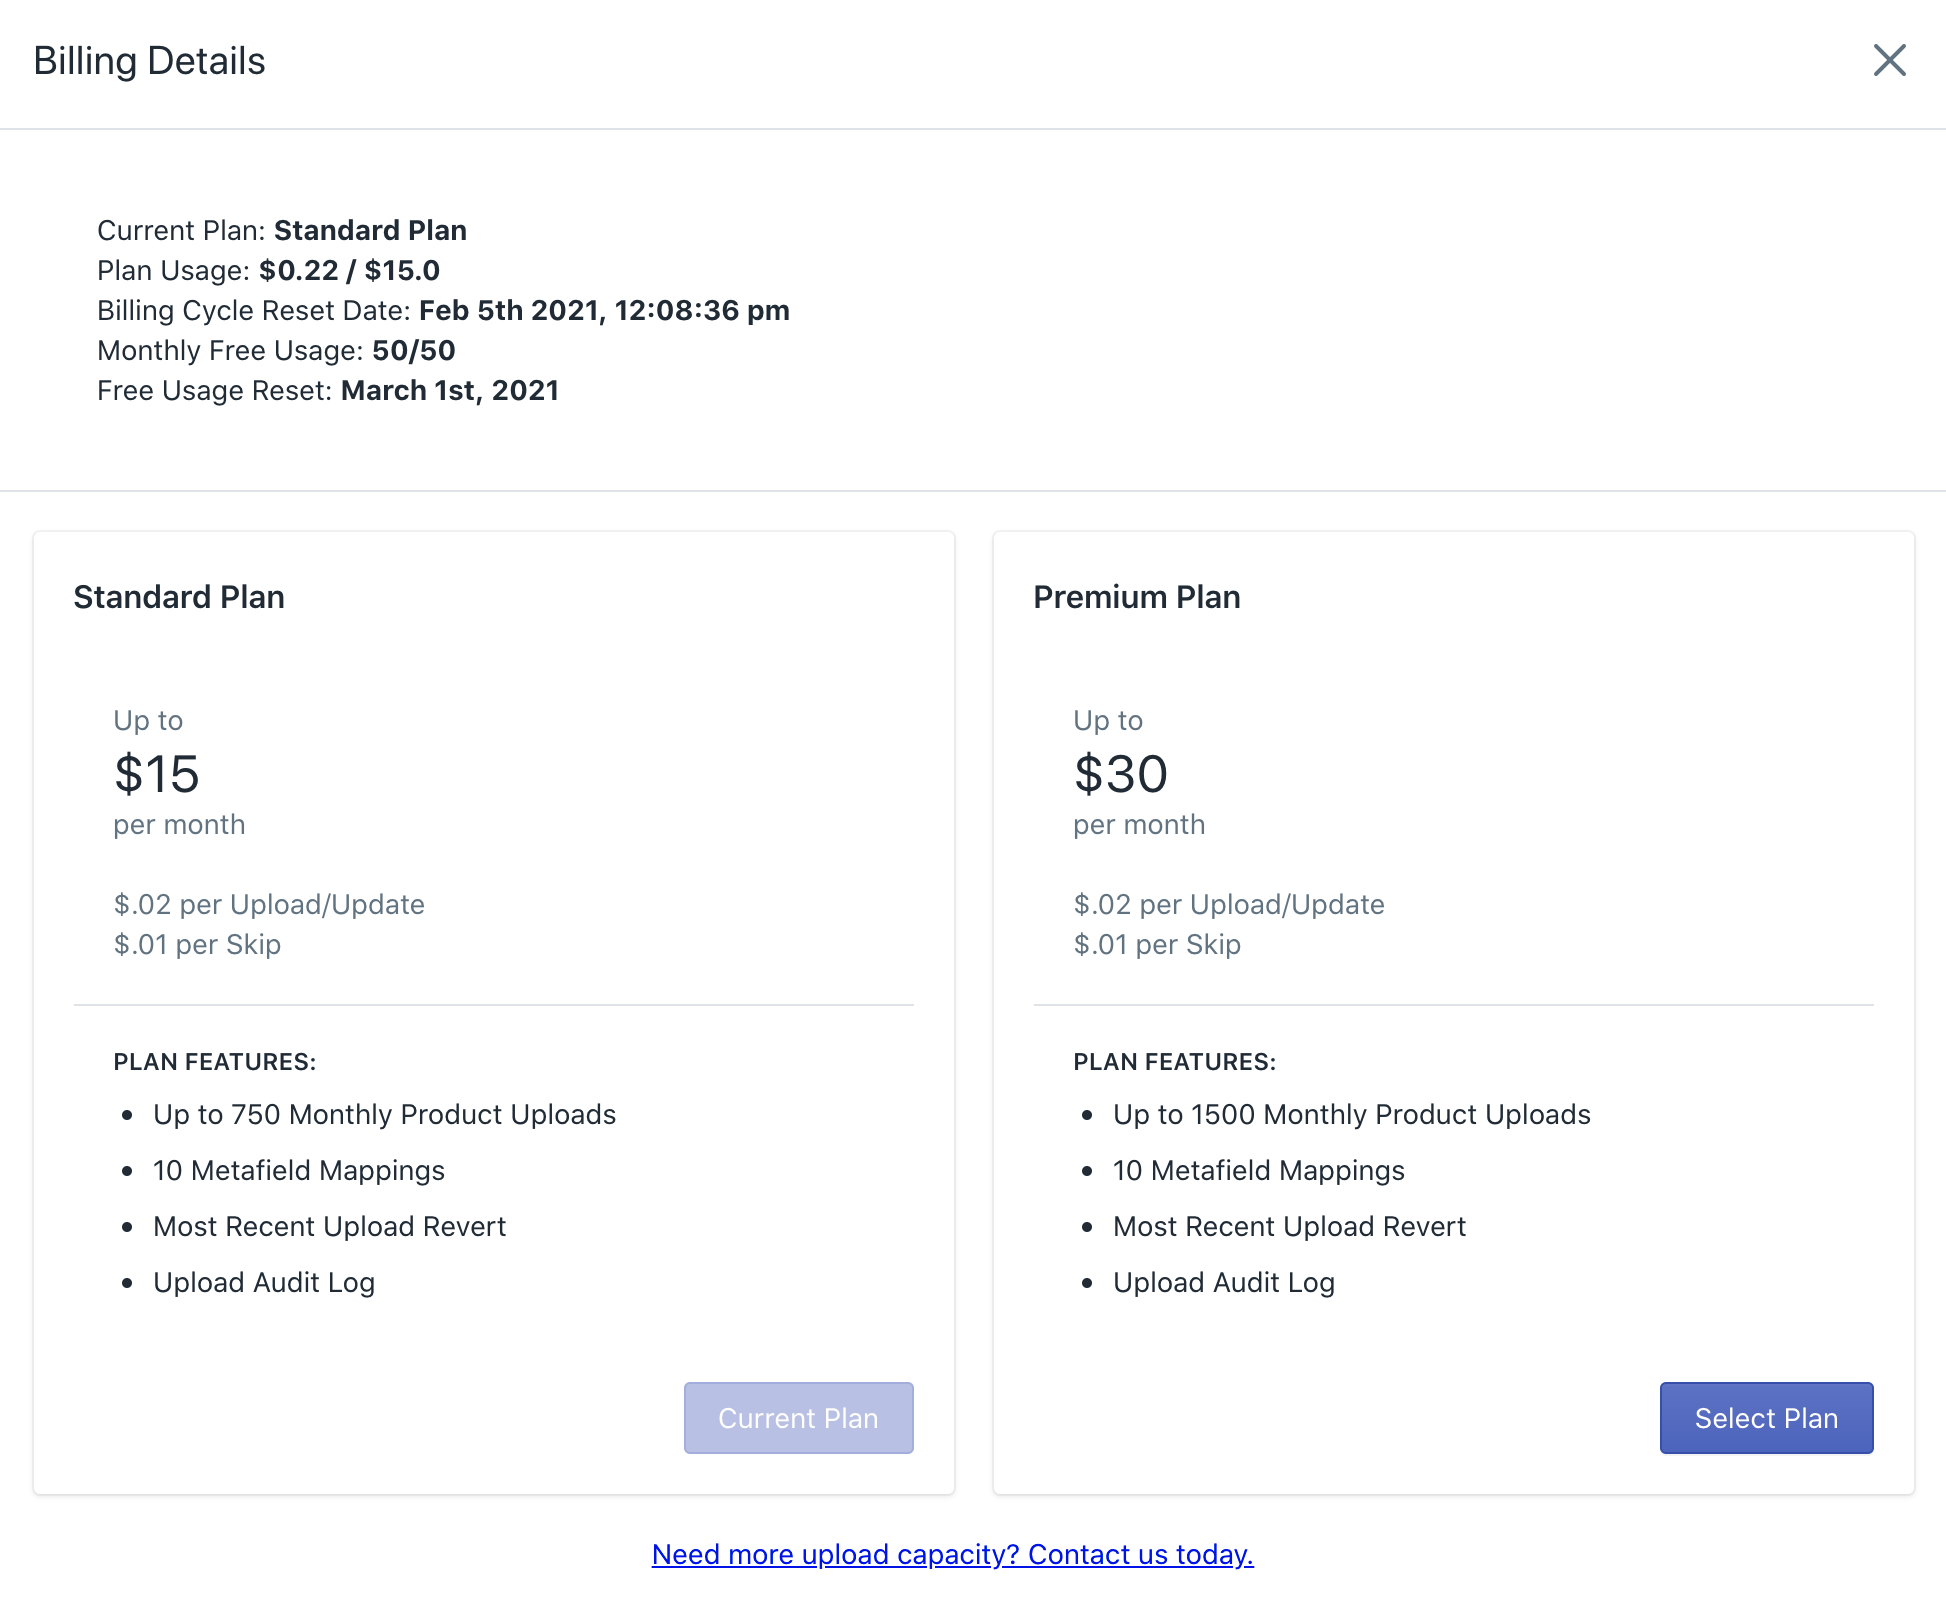 Billing Details
Current Plan: Standard Plan
Plan Usage: $0.22 / $15.0
Billing Cycle Reset Date: Feb 5th 2021, 12:08:36 pm
Monthly Free Usage: 50/50
Free Usage Reset: March 1st, 2021
Standard Plan
Up to
$15
per month
$.02 per Upload/Update
$.01 per Skip
PLAN FEATURES:
Up to 750 Monthly Product Uploads
10 Metafield Mappings
Most Recent Upload Revert
Upload Audit Log
Current Plan
Premium Plan
Up to
$30
per month
$.02 per Upload/Update
$.01 per Skip
PLAN FEATURES:
Up to 1500 Monthly Product Uploads
10 Metafield Mappings
Most Recent Upload Revert
Upload Audit Log
Select Plan
Need more upload capacity? Contact us today.